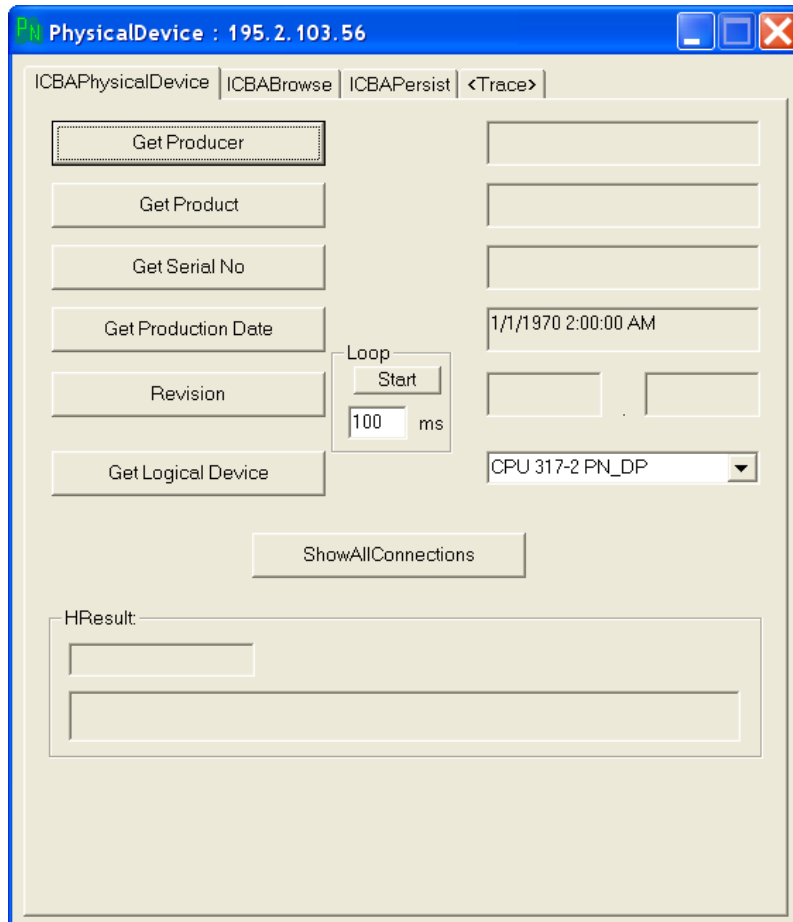 PN PhysicalDevice : 195.2.103.56
ICBAPhysicalDevice ICBABrowse ICBAPersist <Trace>
Get Producer
Get Product
Get Serial No
Get Production Date
1/1/1970 2:00:00 AM
Loop
Start
Revision
.
100 ms
Get Logical Device
CPU 317-2 PN_DP
ShowAllConnections
HResult: